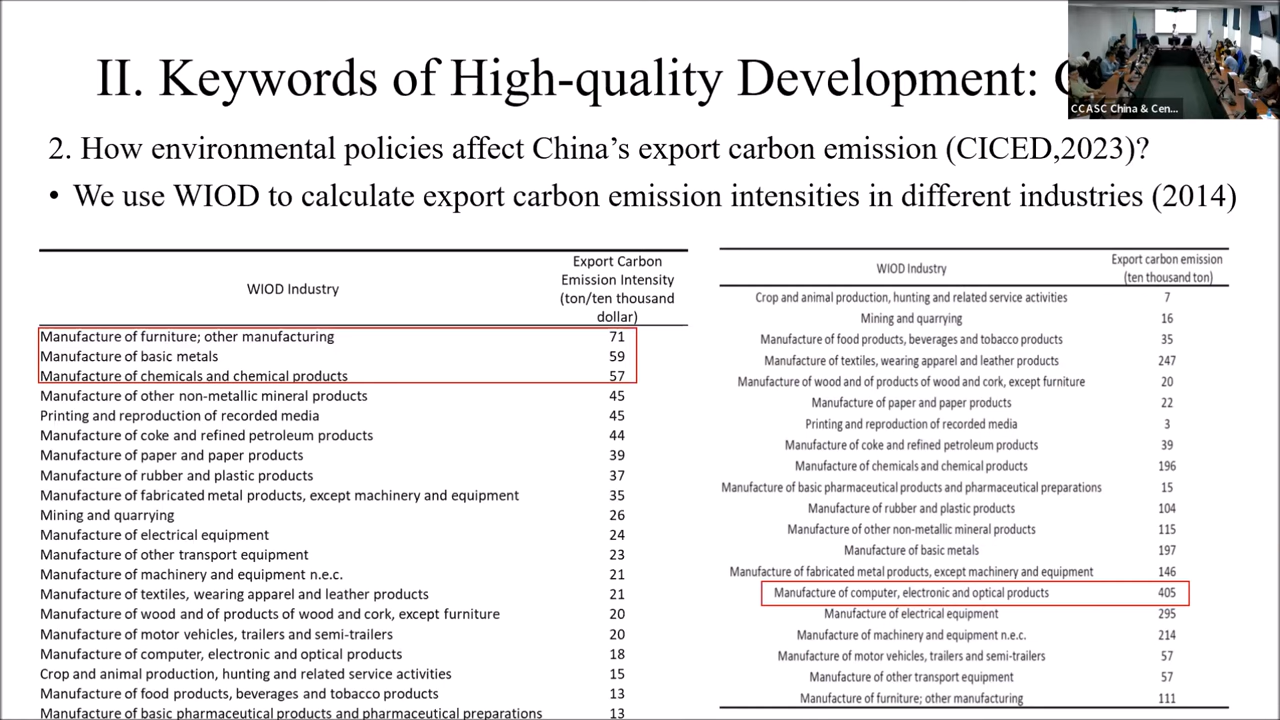 II. Keywords of High-quality Development:
CCASC China & Cen...
2. How environmental policies affect China's export carbon emission (CICED,2023)?
• We use WIOD to calculate export carbon emission intensities in different industries (2014)
WIOD Industry
Export Carbon
Emission Intensity
(ton/ten thousand
dollar)
Manufacture of furniture; other manufacturing 71
Manufacture of basic metals 59
Manufacture of chemicals and chemical products 57
Manufacture of other non-metallic mineral products 45
Printing and reproduction of recorded media 45
Manufacture of coke and refined petroleum products 44
Manufacture of paper and paper products 39
Manufacture of rubber and plastic products 37
Manufacture of fabricated metal products, except machinery and equipment 35
Mining and quarrying 26
Manufacture of electrical equipment 24
Manufacture of other transport equipment 23
Manufacture of machinery and equipment n.e.c. 21
Manufacture of textiles, wearing apparel and leather products 21
Manufacture of wood and of products of wood and cork, except furniture 20
Manufacture of motor vehicles, trailers and semi-trailers 20
Manufacture of computer, electronic and optical products 18
Crop and animal production, hunting and related service activities 15
Manufacture of food products, beverages and tobacco products 13
Manufacture of basic pharmaceutical products and pharmaceutical preparations 13
WIOD Industry
Export carbon emission
(ten thousand ton)
Crop and animal production, hunting and related service activities 7
Mining and quarrying 16
Manufacture of food products, beverages and tobacco products 35
Manufacture of textiles, wearing apparel and leather products 247
Manufacture of wood and of products of wood and cork, except furniture 20
Manufacture of paper and paper products 22
Printing and reproduction of recorded media 3
Manufacture of coke and refined petroleum products 39
Manufacture of chemicals and chemical products 196
Manufacture of basic pharmaceutical products and pharmaceutical preparations 15
Manufacture of rubber and plastic products 104
Manufacture of other non-metallic mineral products 115
Manufacture of basic metals 197
Manufacture of fabricated metal products, except machinery and equipment 146
Manufacture of computer, electronic and optical products 405
Manufacture of electrical equipment 295
Manufacture of machinery and equipment n.e.c. 214
Manufacture of motor vehicles, trailers and semi-trailers 57
Manufacture of other transport equipment 57
Manufacture of furniture; other manufacturing 111